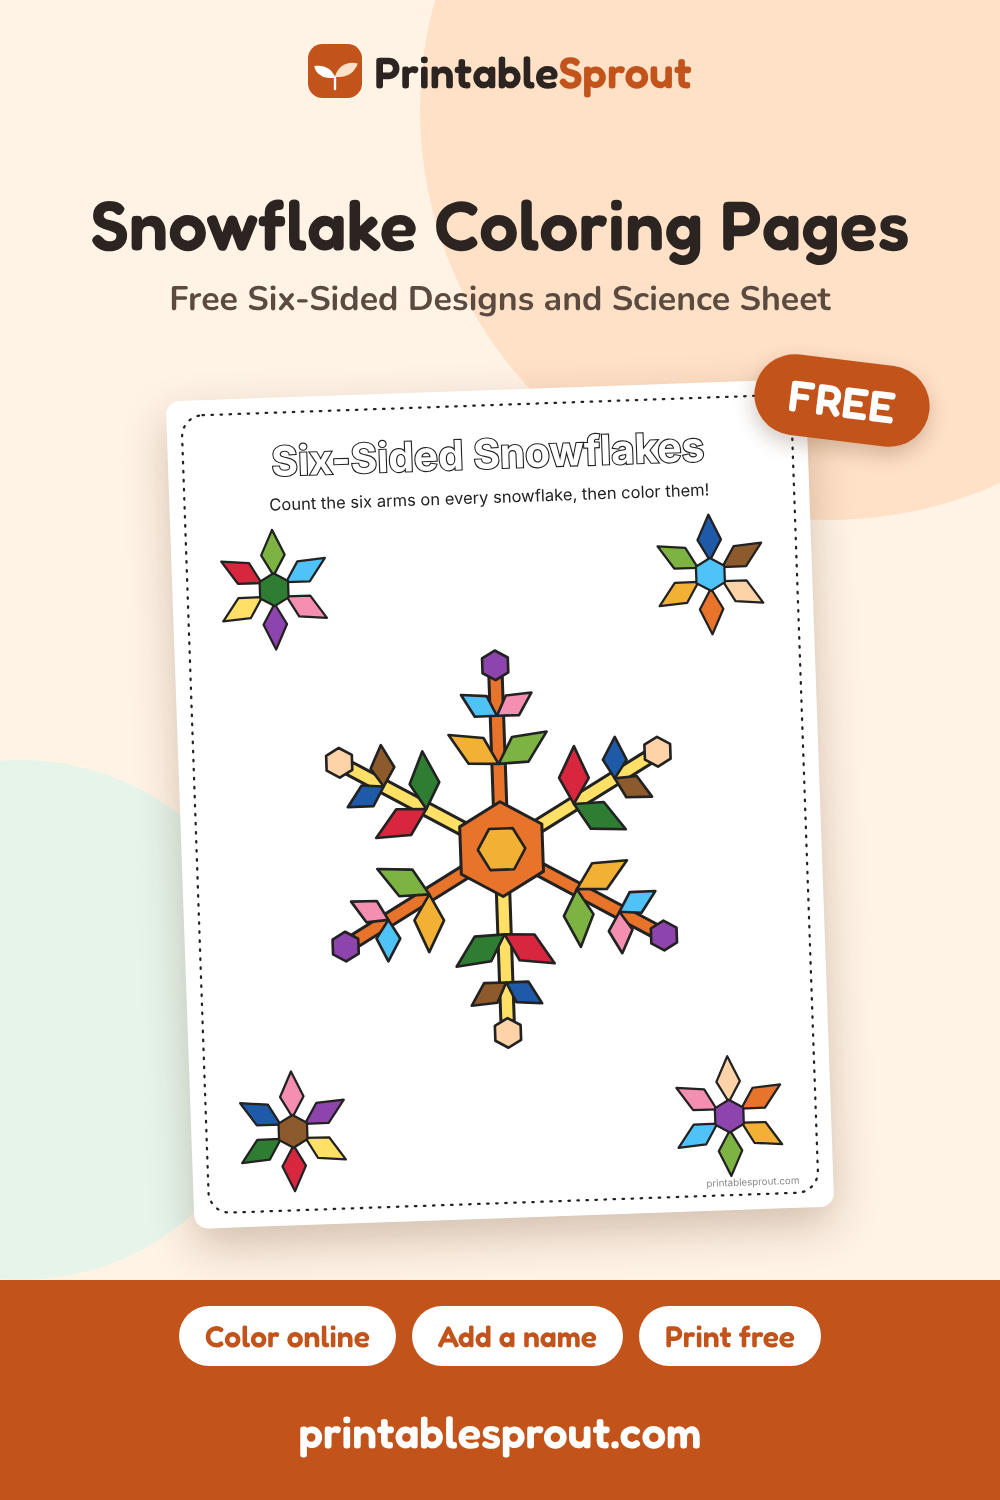 PrintableSprout
Snowflake Coloring Pages
Free Six-Sided Designs and Science Sheet
FREE
Six-Sided Snowflakes
Count the six arms on every snowflake, then color them!
printablesprout.com
Color online
Add a name
Print free
printablesprout.com